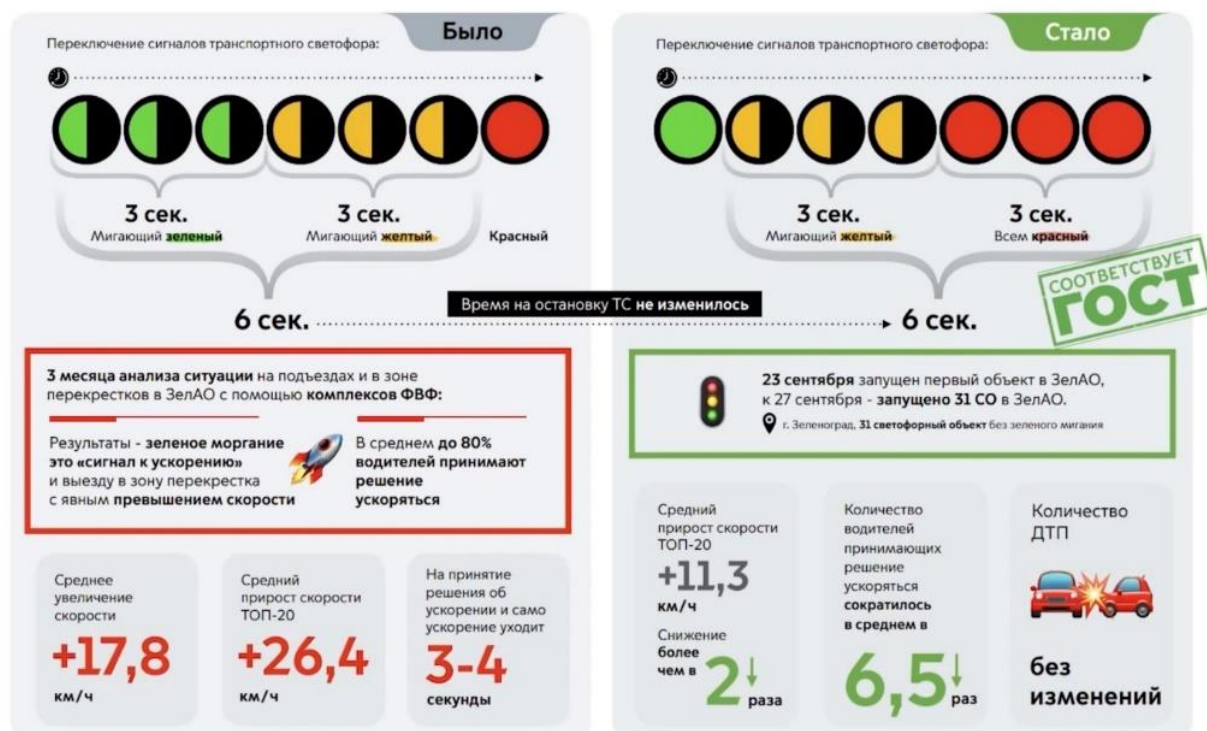 Было
Переключение сигналов транспортного светофора:
3 сек.
Мигающий зеленый
3 сек.
Мигающий желтый
Красный
6 сек.
Время на остановку ТС не изменилось
3 месяца анализа ситуации на подъездах и в зоне
перекрестков в ЗелАО с помощью комплексов ФВФ:
Результаты - зеленое моргание
это «сигнал к ускорению»
и выезду в зону перекрестка
с явным превышением скорости
В среднем до 80%
водителей принимают
решение
ускоряться
Среднее
увеличение
скорости
+17,8
км/ч
Средний
прирост скорости
ТОП-20
+26,4
км/ч
На принятие
решения об
ускорении и само
ускорение уходит
3-4
секунды
Стало
Переключение сигналов транспортного светофора:
3 сек.
Мигающий желтый
3 сек.
Всем красный
6 сек.
СООТВЕТСТВУЕТ
ГОСТ
23 сентября запущен первый объект в ЗелАО,
к 27 сентября - запущено 31 СО в ЗелАО.
г. Зеленоград, 31 светофорный объект без зеленого мигания
Средний
прирост скорости
ТОП-20
+11,3
км/ч
Снижение
более
чем в
2
раза
Количество
водителей
принимающих
решение
ускоряться
сократилось
в среднем в
6,5
раз
Количество
ДТП
без
изменений